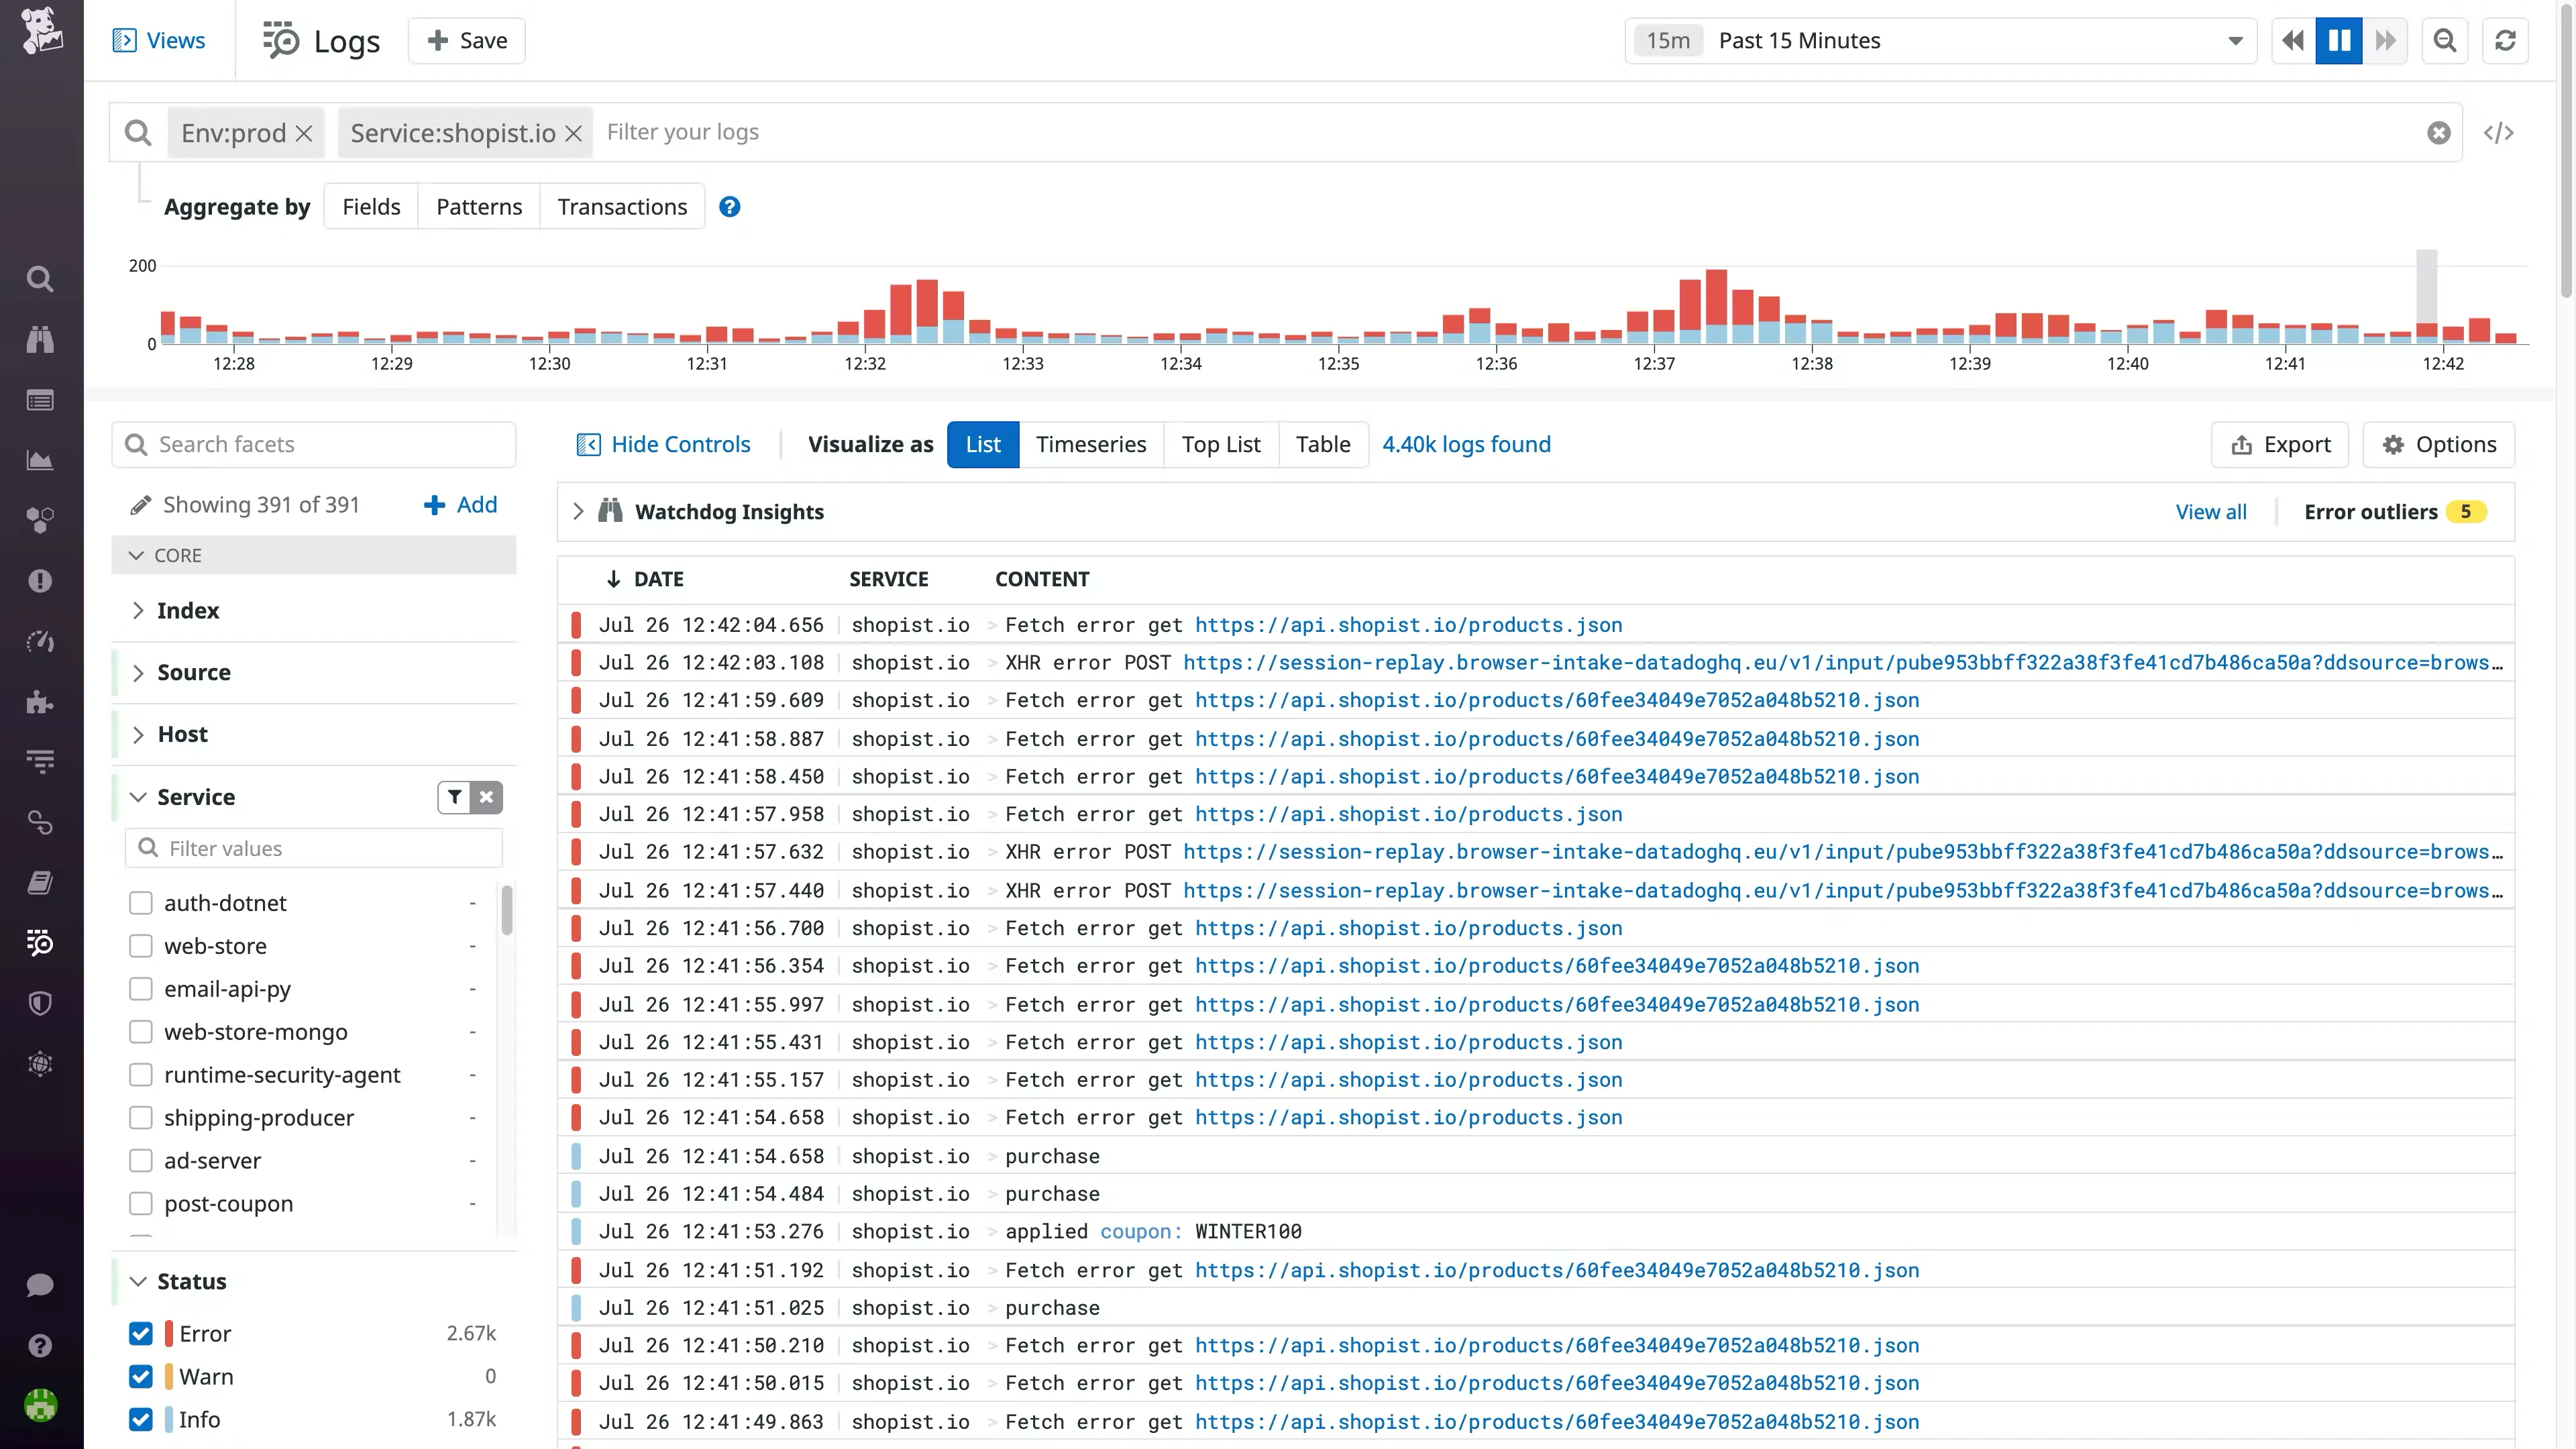 Views
Logs
Save
15m Past 15 Minutes
Env:prod Service:shopist.io Filter your logs
</>
Aggregate by Fields Patterns Transactions ?
200
0
12:28 12:29 12:30 12:31 12:32 12:33 12:34 12:35 12:36 12:37 12:38 12:39 12:40 12:41 12:42
Search facets
Showing 391 of 391 Add
CORE
Index
Source
Host
Service
Filter values
auth-dotnet -
web-store -
email-api-py -
web-store-mongo -
runtime-security-agent -
shipping-producer -
ad-server -
post-coupon -
Status
Error 2.67k
Warn 0
Info 1.87k
Hide Controls Visualize as List Timeseries Top List Table 4.40k logs found Export Options
Watchdog Insights View all Error outliers 5
DATE SERVICE CONTENT
Jul 26 12:42:04.656 shopist.io > Fetch error get https://api.shopist.io/products.json
Jul 26 12:42:03.108 shopist.io > XHR error POST https://session-replay.browser-intake-datadoghq.eu/v1/input/pube953bbff322a38f3fe41cd7b486ca50a?ddsource=brows…
Jul 26 12:41:59.609 shopist.io > Fetch error get https://api.shopist.io/products/60fee34049e7052a048b5210.json
Jul 26 12:41:58.887 shopist.io > Fetch error get https://api.shopist.io/products/60fee34049e7052a048b5210.json
Jul 26 12:41:58.450 shopist.io > Fetch error get https://api.shopist.io/products/60fee34049e7052a048b5210.json
Jul 26 12:41:57.958 shopist.io > Fetch error get https://api.shopist.io/products.json
Jul 26 12:41:57.632 shopist.io > XHR error POST https://session-replay.browser-intake-datadoghq.eu/v1/input/pube953bbff322a38f3fe41cd7b486ca50a?ddsource=brows…
Jul 26 12:41:57.440 shopist.io > XHR error POST https://session-replay.browser-intake-datadoghq.eu/v1/input/pube953bbff322a38f3fe41cd7b486ca50a?ddsource=brows…
Jul 26 12:41:56.700 shopist.io > Fetch error get https://api.shopist.io/products.json
Jul 26 12:41:56.354 shopist.io > Fetch error get https://api.shopist.io/products/60fee34049e7052a048b5210.json
Jul 26 12:41:55.997 shopist.io > Fetch error get https://api.shopist.io/products/60fee34049e7052a048b5210.json
Jul 26 12:41:55.431 shopist.io > Fetch error get https://api.shopist.io/products.json
Jul 26 12:41:55.157 shopist.io > Fetch error get https://api.shopist.io/products.json
Jul 26 12:41:54.658 shopist.io > Fetch error get https://api.shopist.io/products.json
Jul 26 12:41:54.658 shopist.io > purchase
Jul 26 12:41:54.484 shopist.io > purchase
Jul 26 12:41:53.276 shopist.io > applied coupon: WINTER100
Jul 26 12:41:51.192 shopist.io > Fetch error get https://api.shopist.io/products/60fee34049e7052a048b5210.json
Jul 26 12:41:51.025 shopist.io > purchase
Jul 26 12:41:50.210 shopist.io > Fetch error get https://api.shopist.io/products/60fee34049e7052a048b5210.json
Jul 26 12:41:50.015 shopist.io > Fetch error get https://api.shopist.io/products/60fee34049e7052a048b5210.json
Jul 26 12:41:49.863 shopist.io > Fetch error get https://api.shopist.io/products/60fee34049e7052a048b5210.json